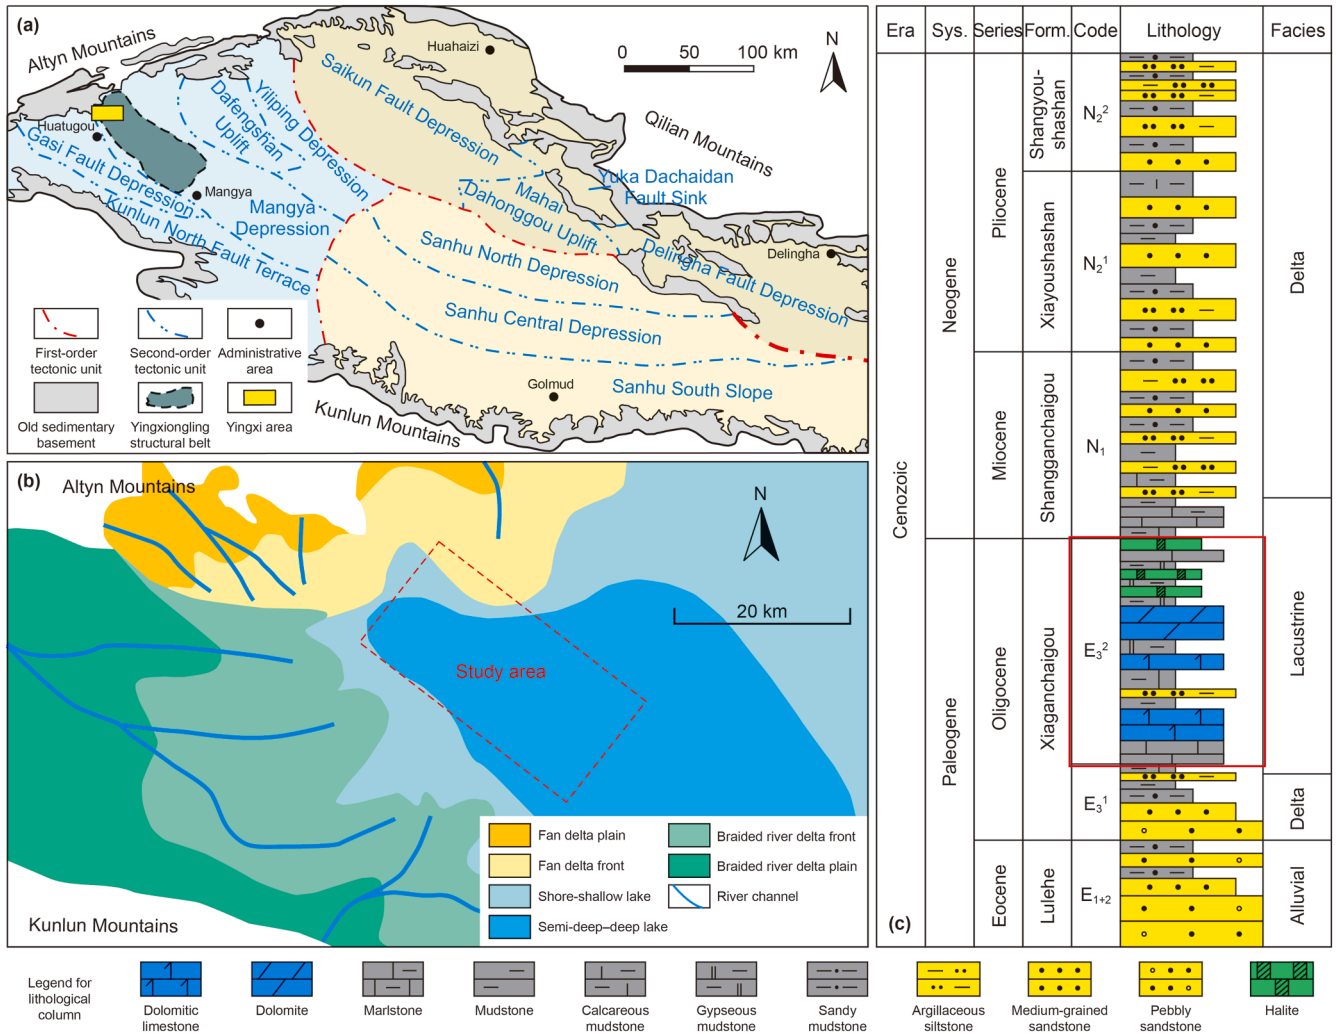 (a)
Altyn Mountains
Huahaizi
0 50 100 km
N
Saikun Fault Depression
Qilian Mountains
Yiliping Depression
Dafengshan
Uplift
Huatugou
Gasi Fault Depression
Mangya
Mangya
Depression
Kunlun North Fault Terrace
Yuka Dachaidan
Fault Sink
Mahai
Dahonggou Uplift
Delingha
Delingha Fault Depression
Sanhu North Depression
Sanhu Central Depression
Sanhu South Slope
Golmud
Kunlun Mountains
First-order
tectonic unit
Second-order
tectonic unit
Administrative
area
Old sedimentary
basement
Yingxiongling
structural belt
Yingxi area
(b)
Altyn Mountains
N
20 km
Study area
Kunlun Mountains
Fan delta plain
Fan delta front
Shore-shallow lake
Semi-deep–deep lake
Braided river delta front
Braided river delta plain
River channel
Era Sys. Series Form. Code Lithology Facies
Cenozoic
Neogene
Paleogene
Pliocene
Miocene
Oligocene
Eocene
Shangyou-
shashan
Xiayoushashan
Shangganchaigou
Xiaganchaigou
Lulehe
N₂²
N₂¹
N₁
E₃²
E₃¹
E₁₊₂
Delta
Lacustrine
Delta
Alluvial
(c)
Legend for
lithological
column
Dolomitic
limestone
Dolomite
Marlstone
Mudstone
Calcareous
mudstone
Gypseous
mudstone
Sandy
mudstone
Argillaceous
siltstone
Medium-grained
sandstone
Pebbly
sandstone
Halite